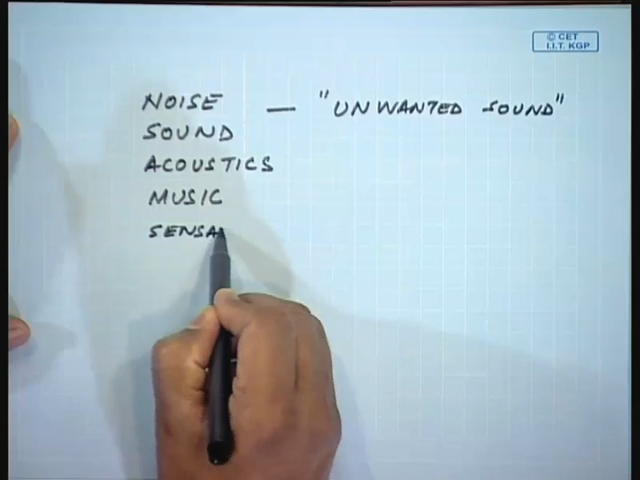 © CET
I.I.T. KGP
NOISE — "UNWANTED SOUND"
SOUND
ACOUSTICS
MUSIC
SENSA